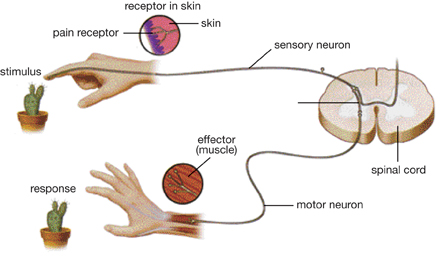 receptor in skin
skin
pain receptor
sensory neuron
stimulus
effector
(muscle)
spinal cord
response
motor neuron